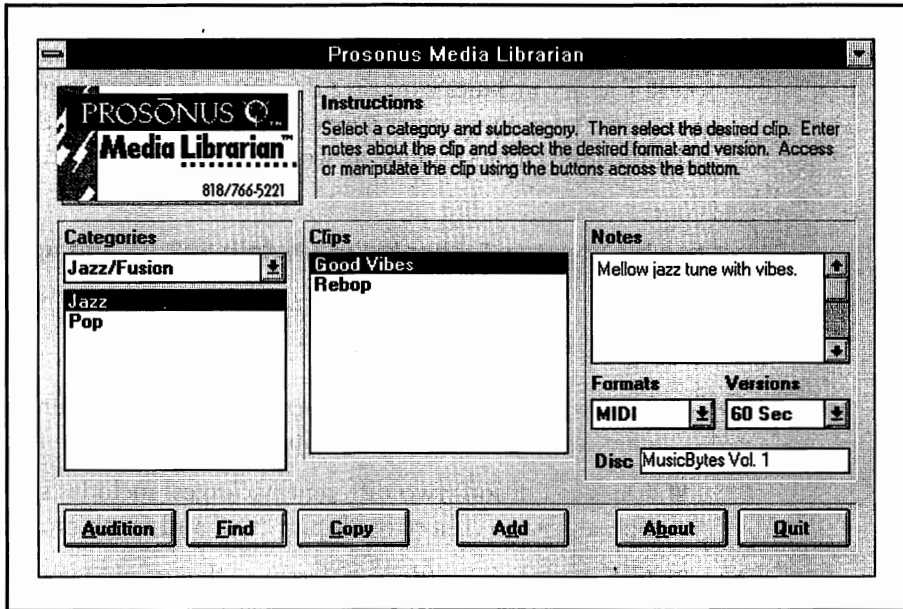 Prosonus Media Librarian
PROSŌNUS
Media Librarian™
818/766-5221
Instructions
Select a category and subcategory. Then select the desired clip. Enter
notes about the clip and select the desired format and version. Access
or manipulate the clip using the buttons across the bottom.
Categories
Jazz/Fusion
Jazz
Pop
Clips
Good Vibes
Rebop
Notes
Mellow jazz tune with vibes.
Formats Versions
MIDI 60 Sec
Disc MusicBytes Vol. 1
Audition Find Copy Add About Quit